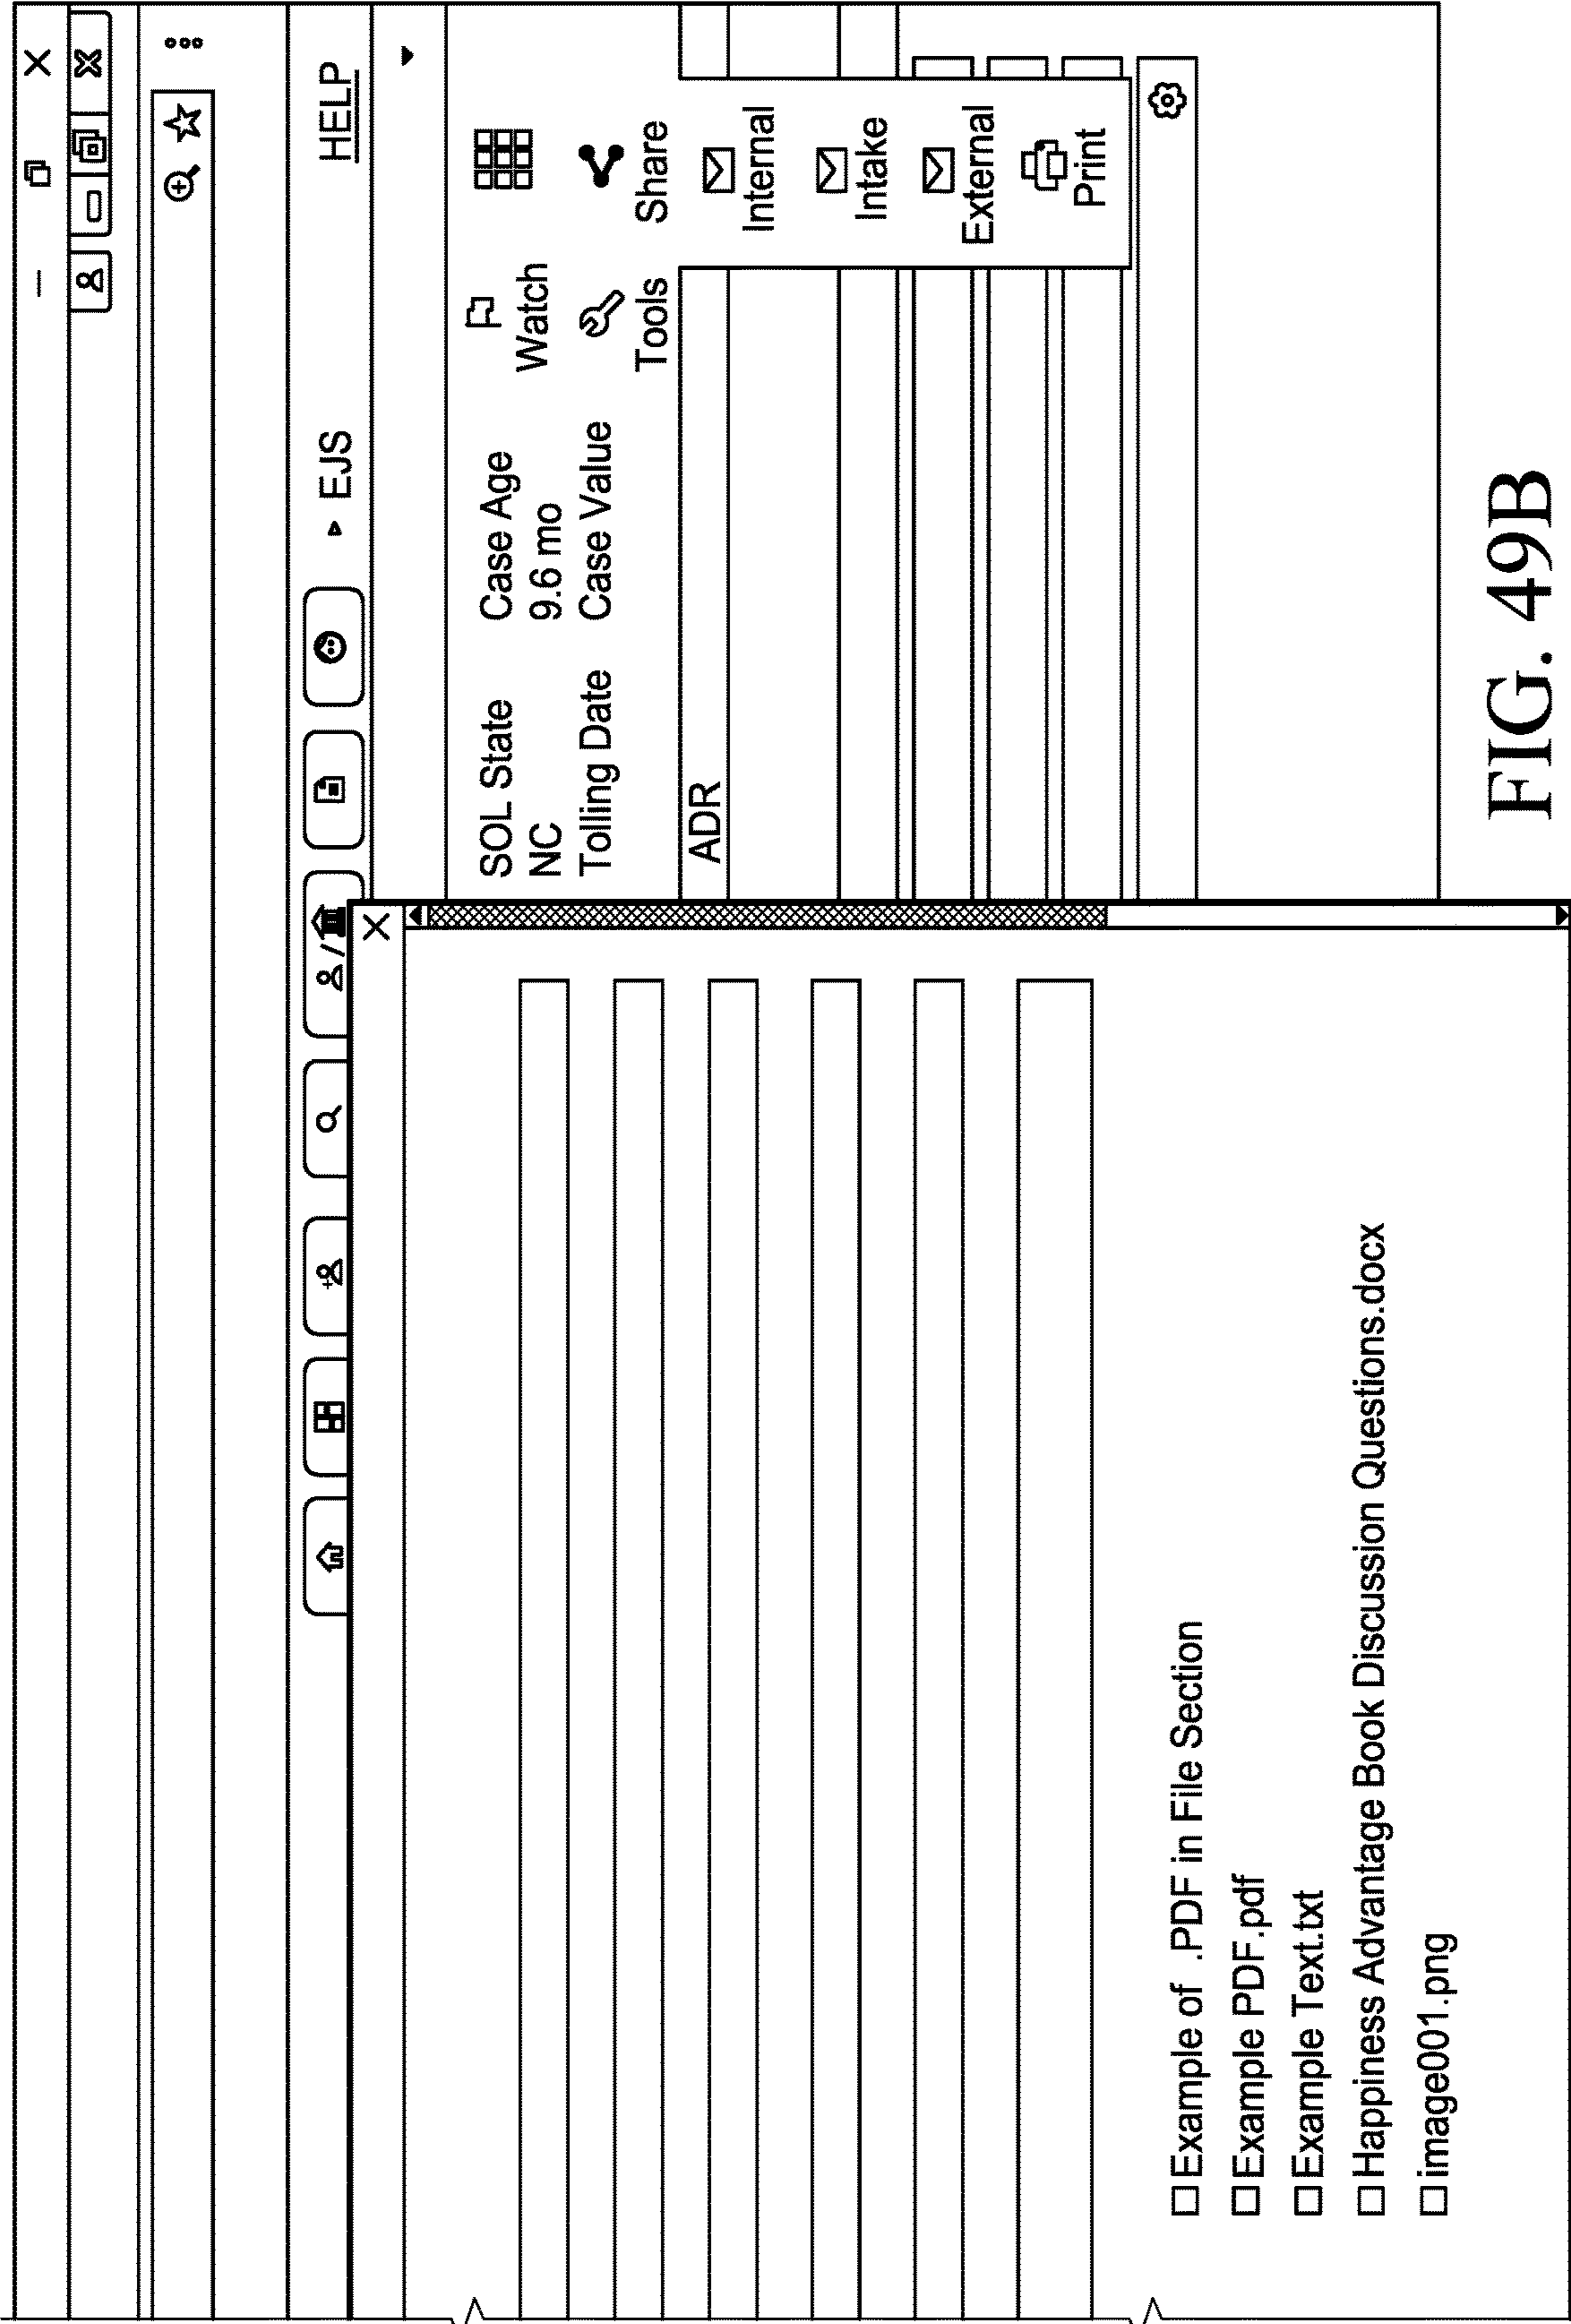 HELP
EJS
SOL State
NC
Tolling Date
Case Age
9.6 mo
Case Value
Watch
Tools
Share
ADR
Internal
Intake
External
Print
Example of .PDF in File Section
Example PDF.pdf
Example Text.txt
Happiness Advantage Book Discussion Questions.docx
image001.png
FIG. 49B